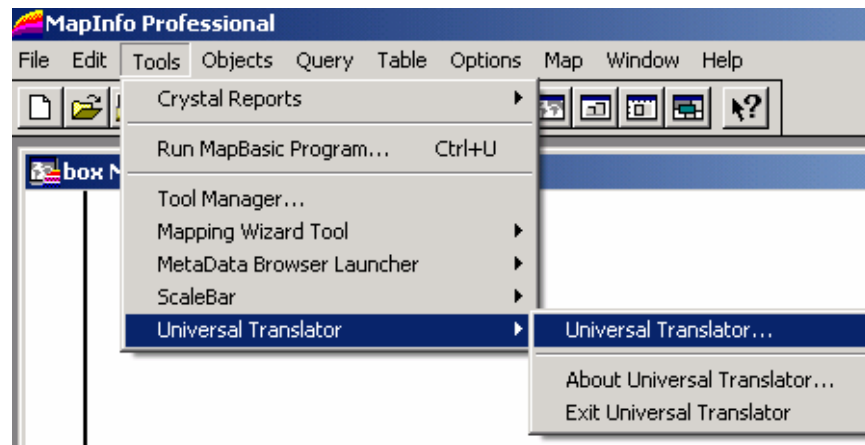 MapInfo Professional
File Edit Tools Objects Query Table Options Map Window Help
Crystal Reports
Run MapBasic Program... Ctrl+U
box M
Tool Manager...
Mapping Wizard Tool
MetaData Browser Launcher
ScaleBar
Universal Translator
Universal Translator...
About Universal Translator...
Exit Universal Translator